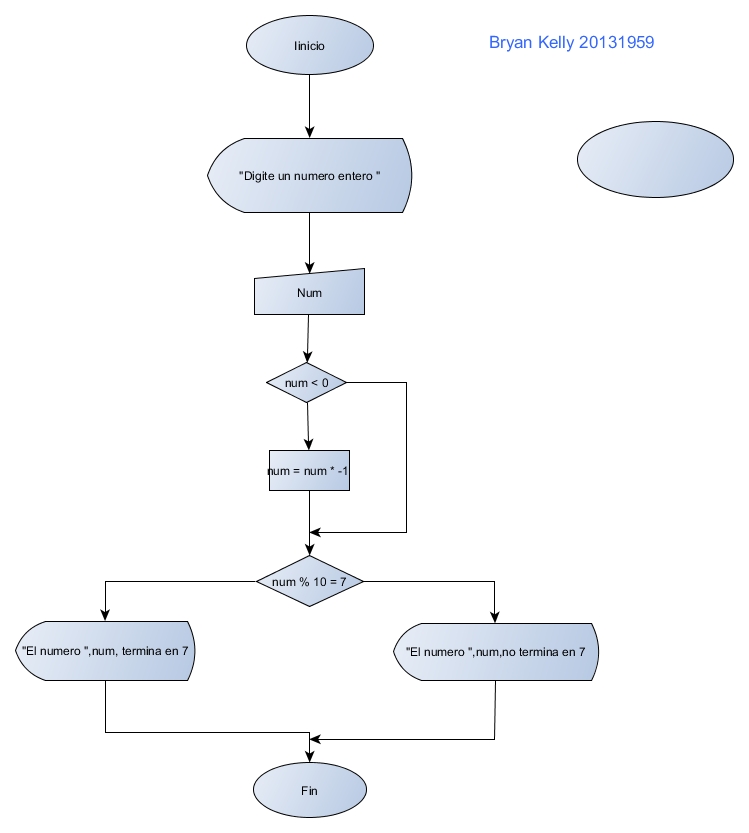 Iinicio
Bryan Kelly 20131959
"Digite un numero entero "
Num
num < 0
num = num * -1
num % 10 = 7
"El numero ",num, termina en 7
"El numero ",num,no termina en 7
Fin